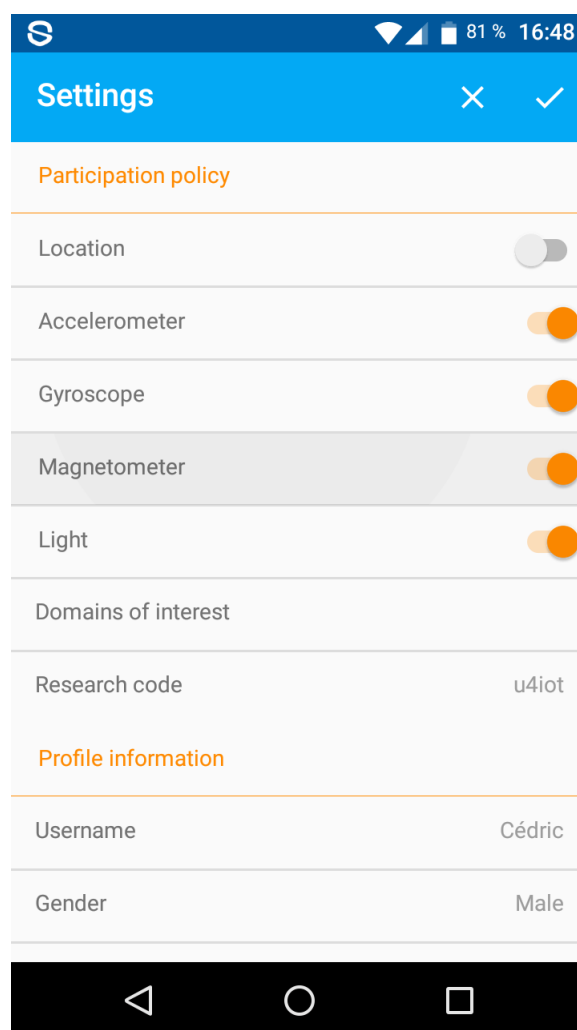 81 % 16:48
Settings
Participation policy
Location
Accelerometer
Gyroscope
Magnetometer
Light
Domains of interest
Research code u4iot
Profile information
Username Cédric
Gender Male